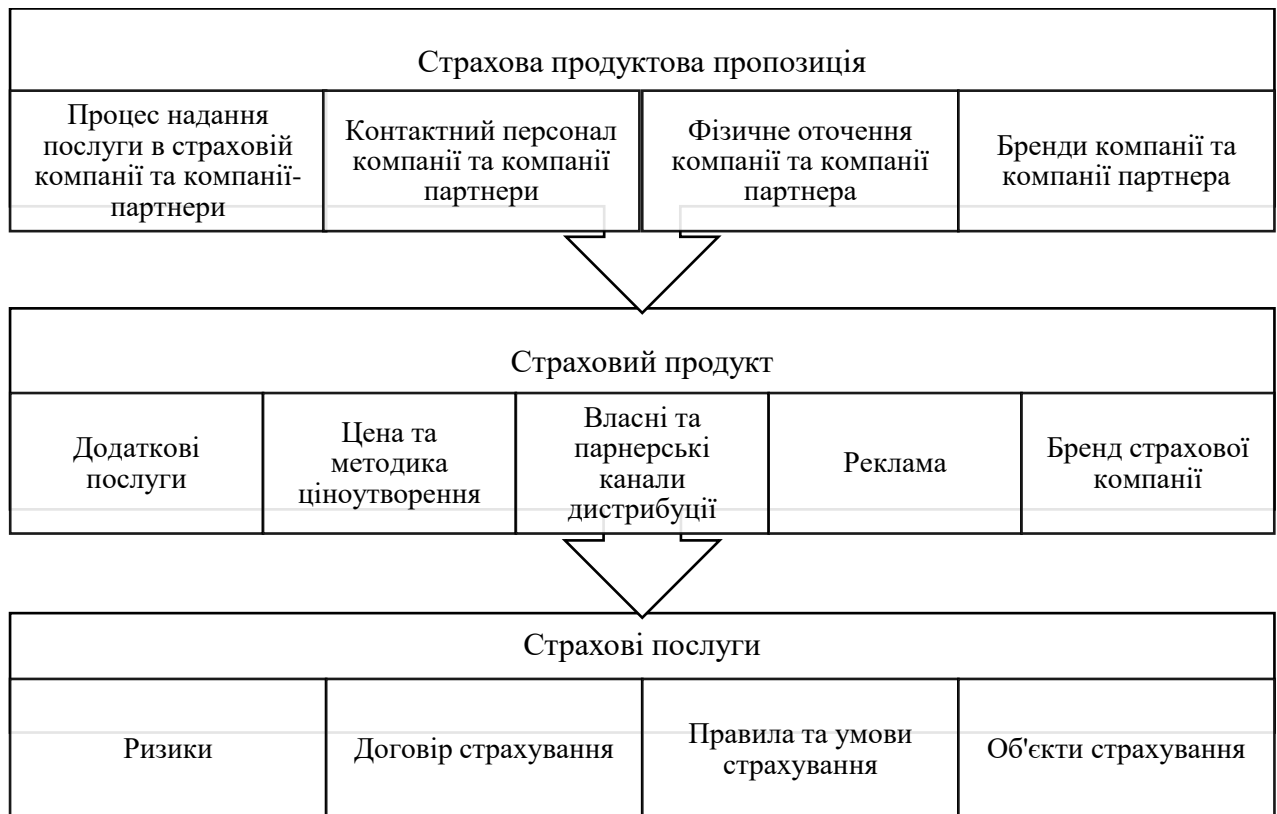 Страхова продуктова пропозиція
Процес надання
послуги в страховій
компанії та компанії-
партнери
Контактний персонал
компанії та компанії
партнери
Фізичне оточення
компанії та компанії
партнера
Бренди компанії та
компанії партнера
Страховий продукт
Додаткові
послуги
Цена та
методика
ціноутворення
Власні та
парнерські
канали
дистрибуції
Реклама
Бренд страхової
компанії
Страхові послуги
Ризики
Договір страхування
Правила та умови
страхування
Об'єкти страхування